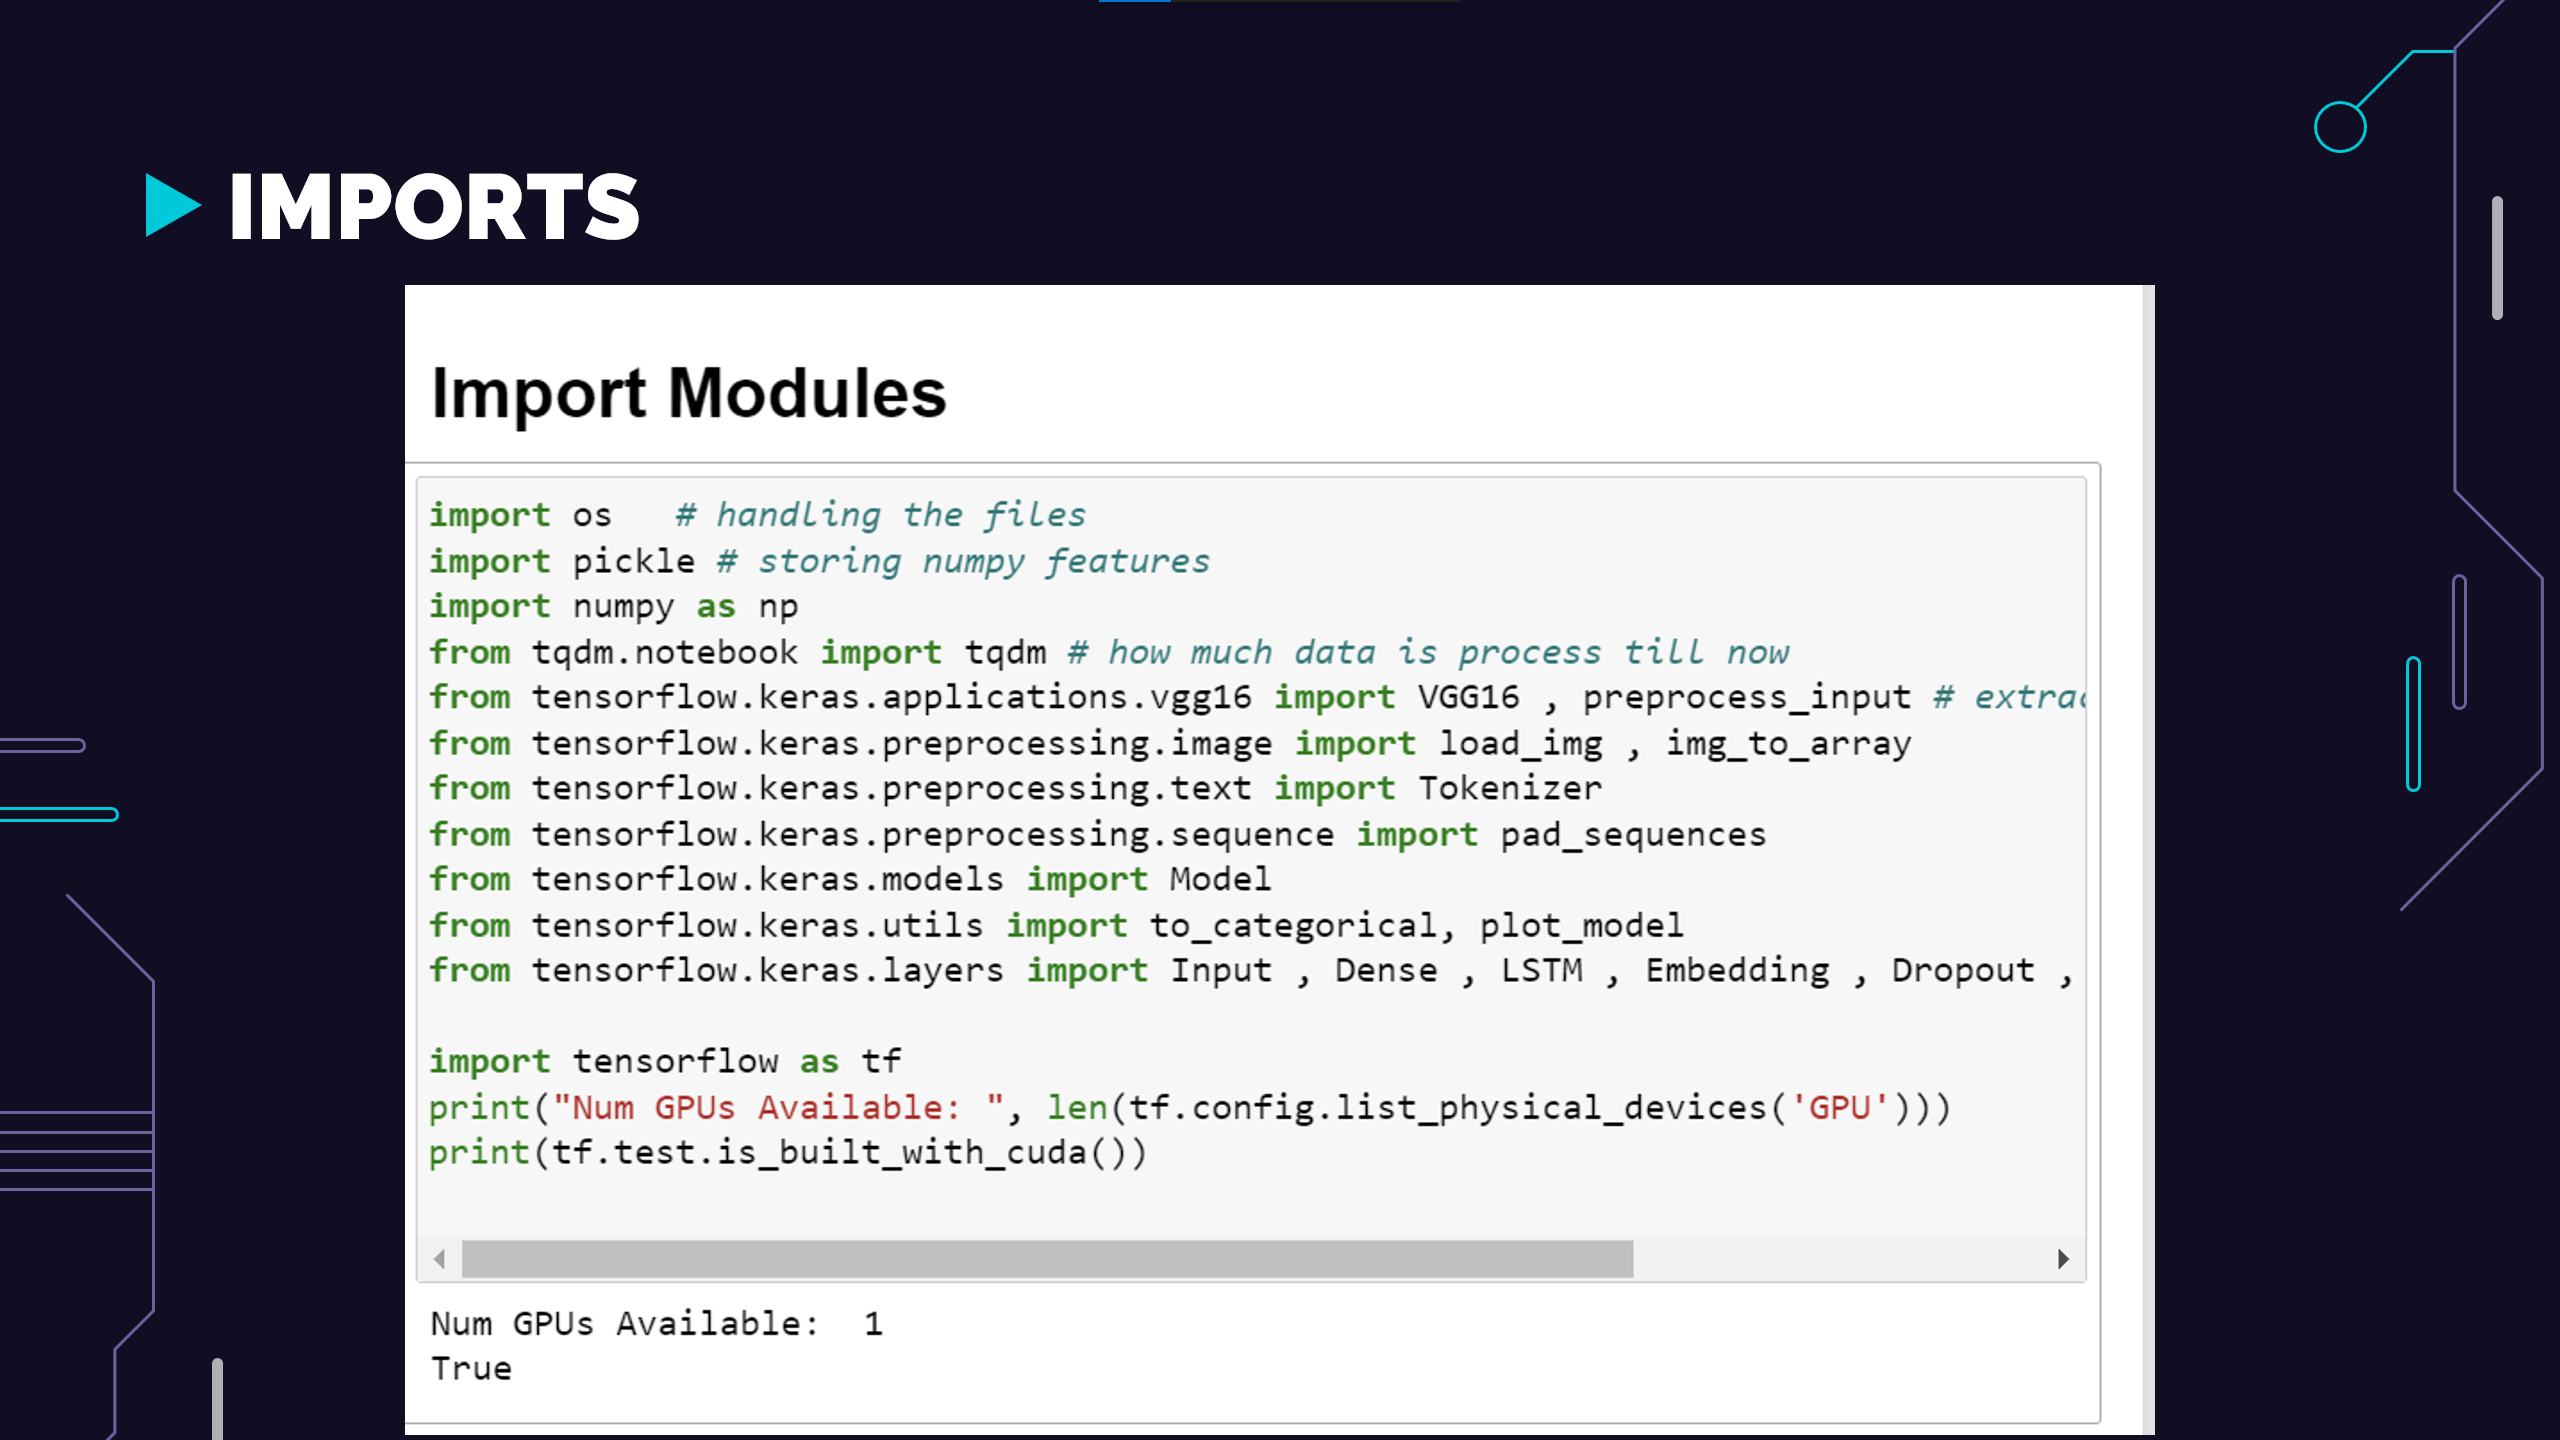 IMPORTS
Import Modules
import os   # handling the files
import pickle # storing numpy features
import numpy as np
from tqdm.notebook import tqdm # how much data is process till now
from tensorflow.keras.applications.vgg16 import VGG16 , preprocess_input #
from tensorflow.keras.preprocessing.image import load_img , img_to_array
from tensorflow.keras.preprocessing.text import Tokenizer
from tensorflow.keras.preprocessing.sequence import pad_sequences
from tensorflow.keras.models import Model
from tensorflow.keras.utils import to_categorical, plot_model
from tensorflow.keras.layers import Input , Dense , LSTM , Embedding , Dropout ,
import tensorflow as tf
print("Num GPUs Available: ", len(tf.config.list_physical_devices('GPU')))
print(tf.test.is_built_with_cuda())
Num GPUs Available:  1
True